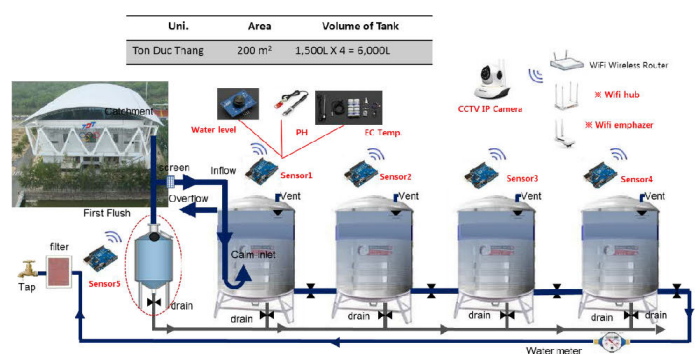 Uni. Area Volume of Tank
Ton Duc Thang 200 m² 1,500L X 4 = 6,000L
WiFi Wireless Router
CCTV IP Camera
※ Wifi hub
※ Wifi emphazer
Catchment
Water level
PH
EC Temp.
screen
Inflow
Sensor1
Sensor2
Sensor3
Sensor4
Overflow
Vent
Vent
Vent
Vent
First Flush
filter
Calm inlet
Tap
Sensor5
drain
drain
drain
drain
drain
Water meter